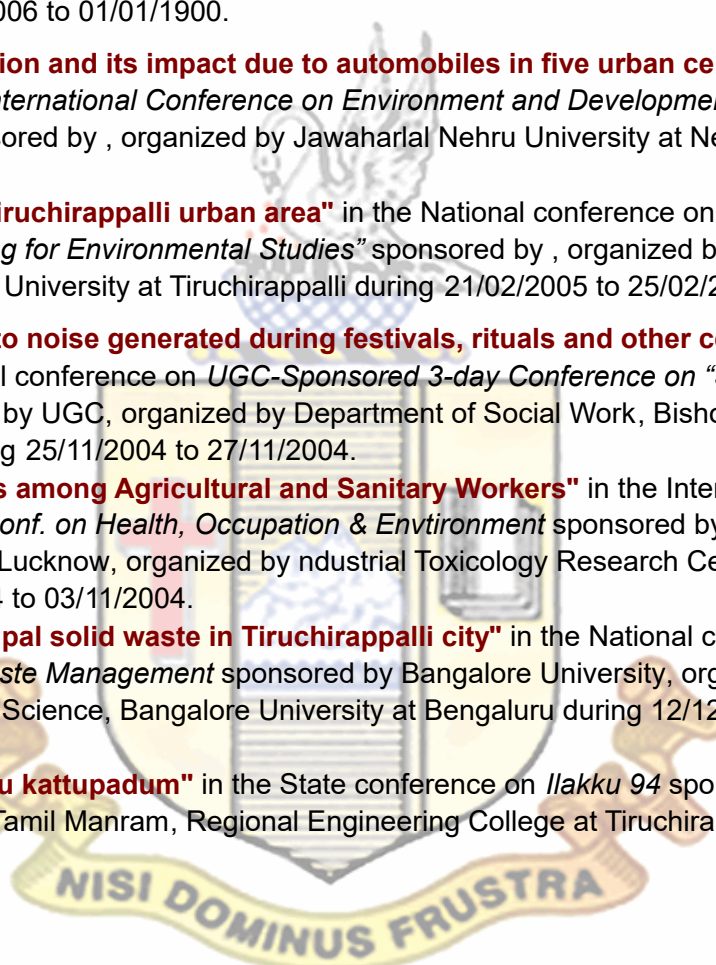 006 to 01/01/1900.
tion and its impact due to automobiles in five urban ce
nternational Conference on Environment and Developme
sored by , organized by Jawaharlal Nehru University at Ne
iruchirappalli urban area" in the National conference on
g for Environmental Studies” sponsored by , organized b
University at Tiruchirappalli during 21/02/2005 to 25/02/2
to noise generated during festivals, rituals and other c
l conference on UGC-Sponsored 3-day Conference on “
by UGC, organized by Department of Social Work, Bisho
g 25/11/2004 to 27/11/2004.
s among Agricultural and Sanitary Workers" in the Inter
onf. on Health, Occupation & Envtironment sponsored by
Lucknow, organized by ndustrial Toxicology Research Ce
4 to 03/11/2004.
pal solid waste in Tiruchirappalli city" in the National c
ste Management sponsored by Bangalore University, org
Science, Bangalore University at Bengaluru during 12/12
u kattupadum" in the State conference on Ilakku 94 spo
Tamil Manram, Regional Engineering College at Tiruchira
NISI DOMINUS FRUSTRA